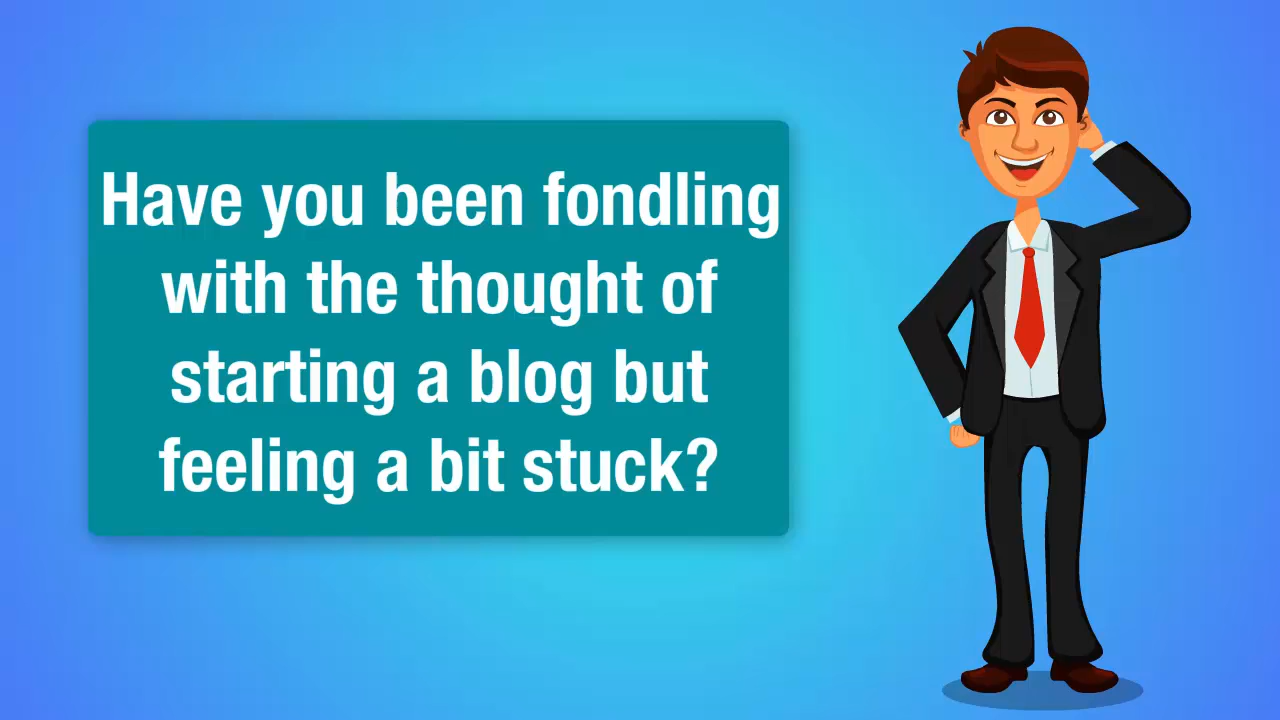 Have you been fondling
with the thought of
starting a blog but
feeling a bit stuck?